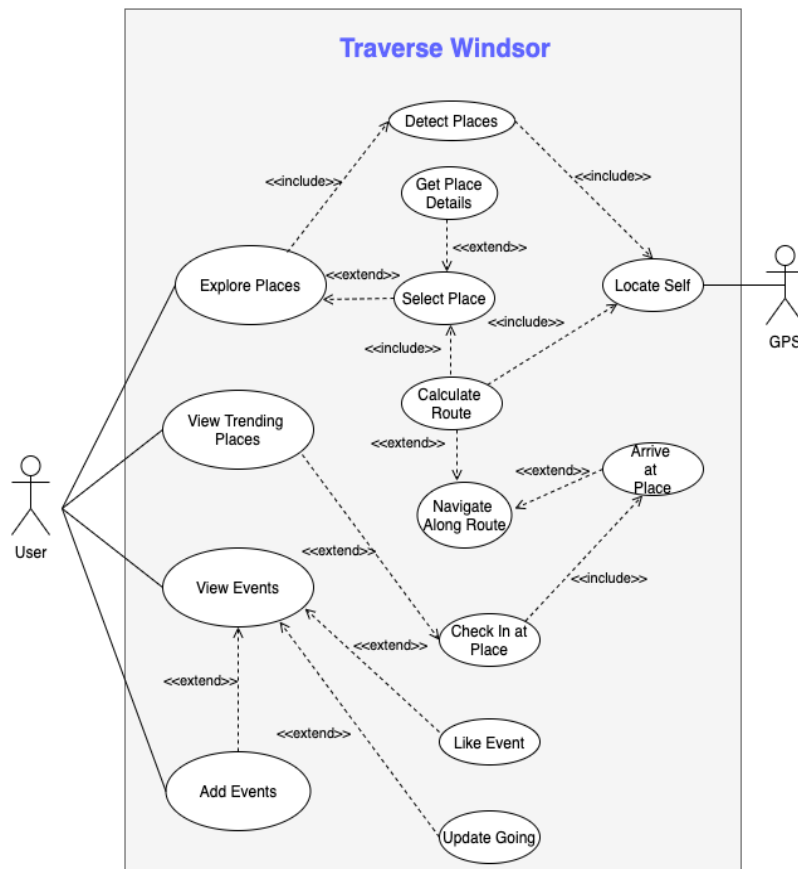 Traverse Windsor
Detect Places
<<include>>
<<include>>
Get Place
Details
<<extend>>
<<extend>>
Explore Places
Select Place
Locate Self
<<include>>
<<include>>
GPS
Calculate
Route
View Trending
Places
<<extend>>
Arrive
at
Place
<<extend>>
Navigate
Along Route
User
<<extend>>
<<include>>
View Events
Check In at
Place
<<extend>>
<<extend>>
<<extend>>
Like Event
Add Events
Update Going